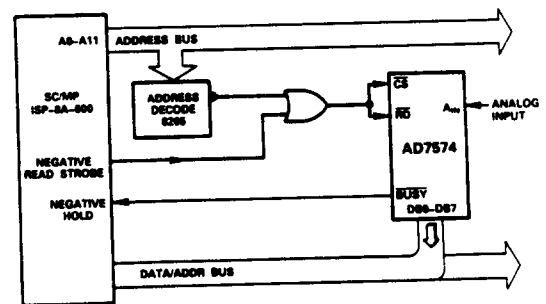 A0-A11
ADDRESS BUS
SC/MP
ISP-8A-600
ADDRESS
DECODE
8205
CS
RD
AIN
ANALOG
INPUT
AD7574
NEGATIVE
READ STROBE
NEGATIVE
HOLD
BUSY
DB0-DB7
DATA/ADDR BUS